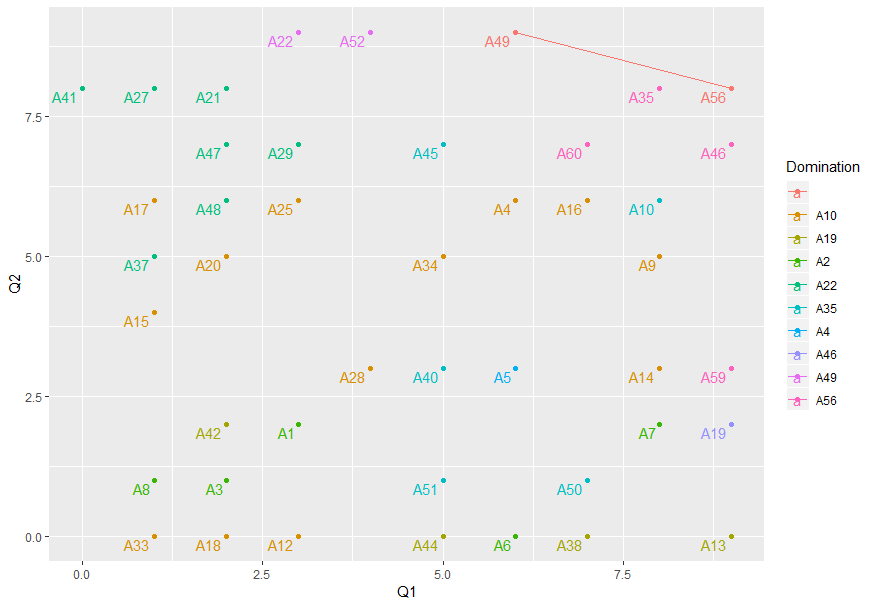 A22 A52 A49
A41 A27 A21 A35 A56
7.5
A47 A29 A45 A60 A46
A17 A48 A25 A4 A16 A10
Domination
a
a A10
a A19
a A2
a A22
a A35
a A4
a A46
a A49
a A56
5.0
A37 A20 A34 A9
Q2
A15
2.5
A28 A40 A5 A14 A59
A42 A1 A7 A19
A8 A3 A51 A50
0.0
A33 A18 A12 A44 A6 A38 A13
0.0 2.5 5.0 7.5
Q1